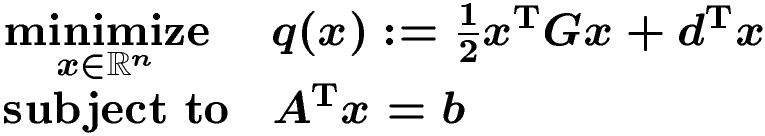 minimize q(x) := ½xᵀGx + dᵀx
x∈ℝⁿ
subject to Aᵀx = b